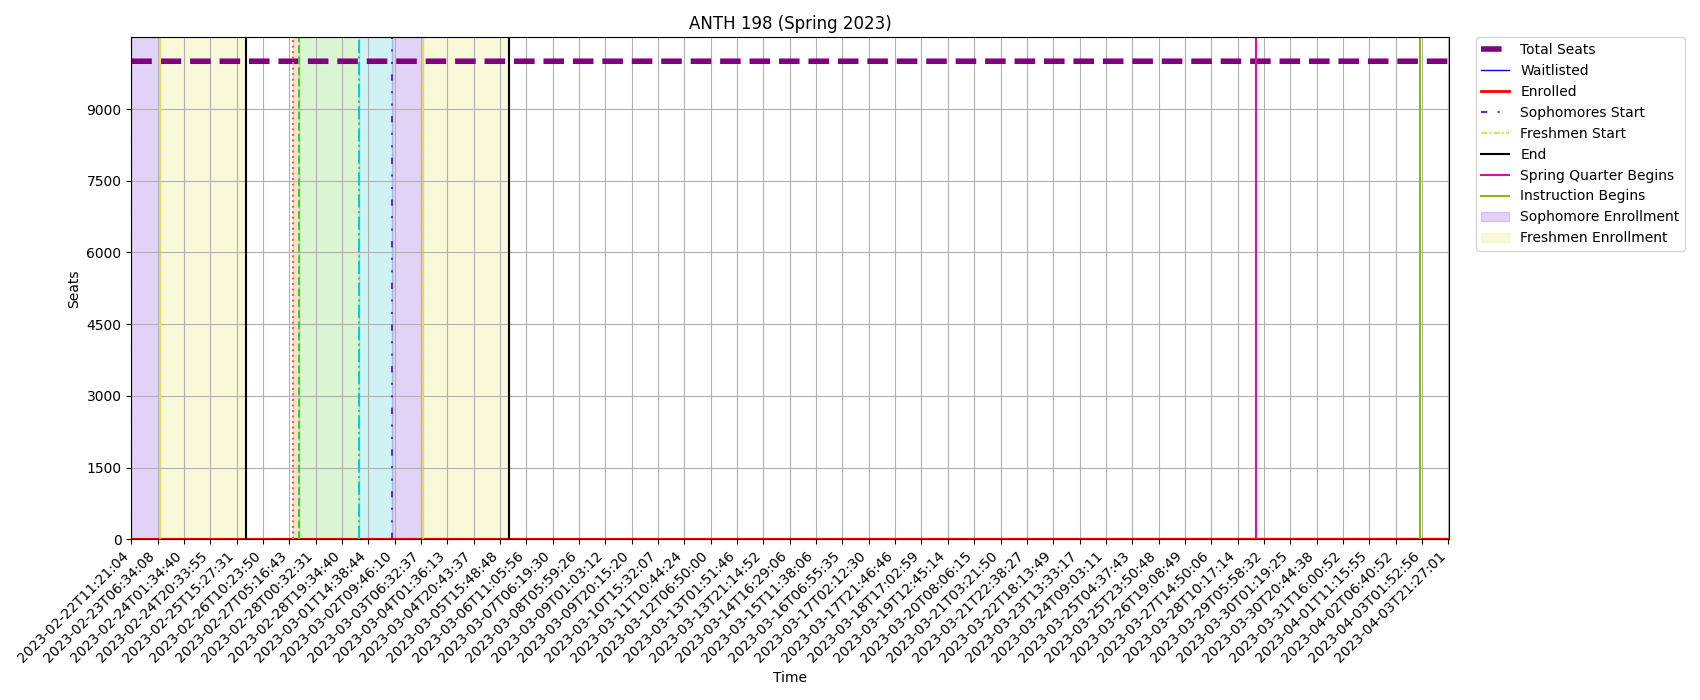 ANTH 198 (Spring 2023)
Total Seats
Waitlisted
Enrolled
Sophomores Start
Freshmen Start
End
Spring Quarter Begins
Instruction Begins
Sophomore Enrollment
Freshmen Enrollment
9000
7500
6000
4500
3000
1500
0
Seats
2023-02-22T11:21:04
2023-02-23T06:34:08
2023-02-24T01:34:40
2023-02-24T20:33:55
2023-02-25T15:27:31
2023-02-26T10:23:50
2023-02-27T05:16:43
2023-02-28T00:32:31
2023-02-28T19:34:40
2023-03-01T14:38:44
2023-03-02T09:46:10
2023-03-03T06:32:37
2023-03-04T01:36:13
2023-03-04T20:43:37
2023-03-05T15:48:48
2023-03-06T11:05:56
2023-03-07T06:19:30
2023-03-08T05:59:26
2023-03-09T01:03:12
2023-03-09T20:15:20
2023-03-10T15:32:07
2023-03-11T10:44:24
2023-03-12T06:50:00
2023-03-13T01:51:46
2023-03-13T21:14:52
2023-03-14T16:29:06
2023-03-15T11:38:06
2023-03-16T06:55:35
2023-03-17T02:12:30
2023-03-17T21:46:46
2023-03-18T17:02:59
2023-03-19T12:45:14
2023-03-20T08:06:15
2023-03-21T03:21:50
2023-03-21T22:38:27
2023-03-22T18:13:49
2023-03-23T13:33:17
2023-03-24T09:03:11
2023-03-25T04:37:43
2023-03-25T23:50:48
2023-03-26T19:08:49
2023-03-27T14:50:06
2023-03-28T10:17:14
2023-03-29T05:58:32
2023-03-30T01:19:25
2023-03-30T20:44:38
2023-03-31T16:00:52
2023-04-01T11:15:55
2023-04-02T06:40:52
2023-04-03T01:52:56
2023-04-03T21:27:01
Time